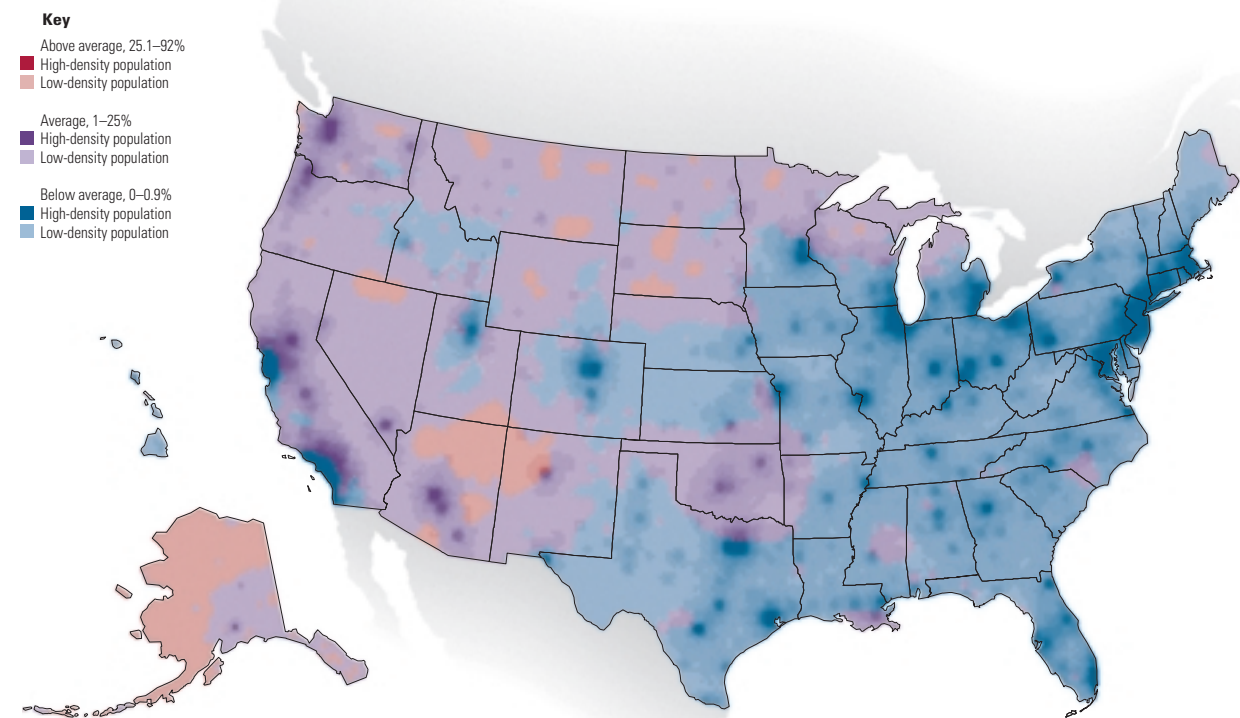 Key
Above average, 25.1–92%
High-density population
Low-density population
Average, 1–25%
High-density population
Low-density population
Below average, 0–0.9%
High-density population
Low-density population